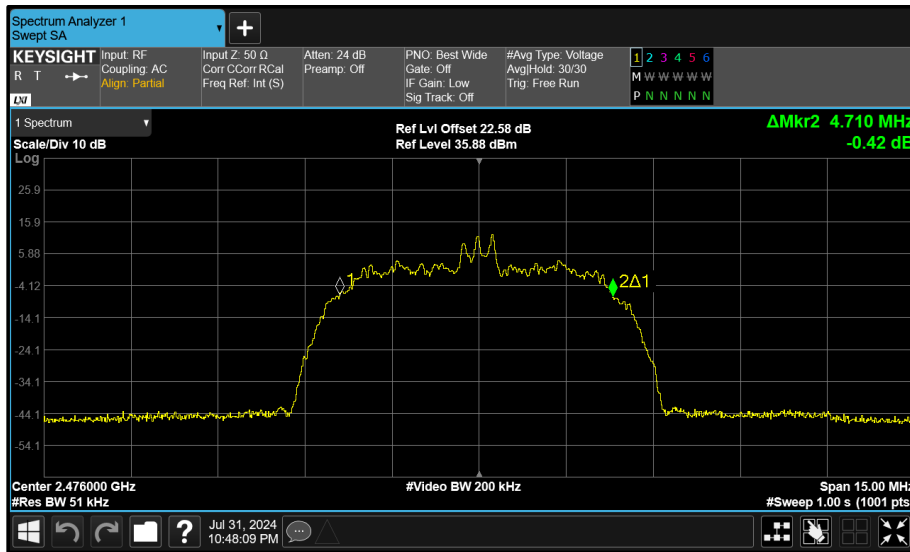 Spectrum Analyzer 1
Swept SA
KEYSIGHT
R T
LXI
Input: RF
Coupling: AC
Align: Partial
Input Z: 50 Ω
Corr CCorr RCal
Freq Ref: Int (S)
Atten: 24 dB
Preamp: Off
PNO: Best Wide
Gate: Off
IF Gain: Low
Sig Track: Off
#Avg Type: Voltage
Avg|Hold: 30/30
Trig: Free Run
1 2 3 4 5 6
M W W W W W
P N N N N N
1 Spectrum
Scale/Div 10 dB
Ref Lvl Offset 22.58 dB
Ref Level 35.88 dBm
ΔMkr2 4.710 MHz
-0.42 dB
Log
25.9
15.9
5.88
-4.12
-14.1
-24.1
-34.1
-44.1
-54.1
1
2Δ1
Center 2.476000 GHz
#Res BW 51 kHz
#Video BW 200 kHz
Span 15.00 MHz
#Sweep 1.00 s (1001 pts
?
Jul 31, 2024
10:48:09 PM